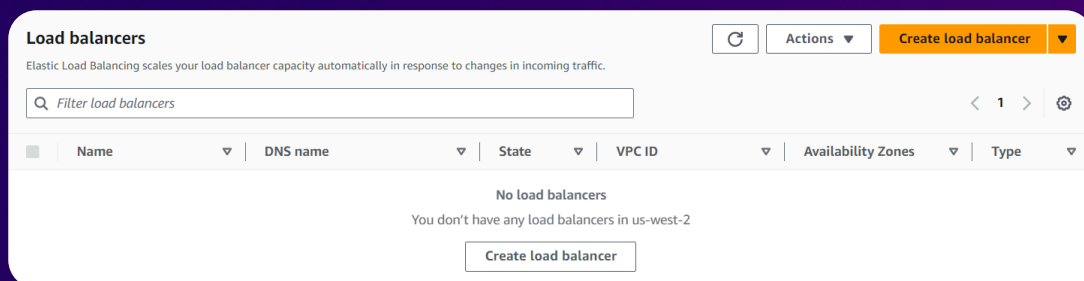 Load balancers
Actions
Create load balancer
Elastic Load Balancing scales your load balancer capacity automatically in response to changes in incoming traffic.
Filter load balancers
1
Name
DNS name
State
VPC ID
Availability Zones
Type
No load balancers
You don't have any load balancers in us-west-2
Create load balancer